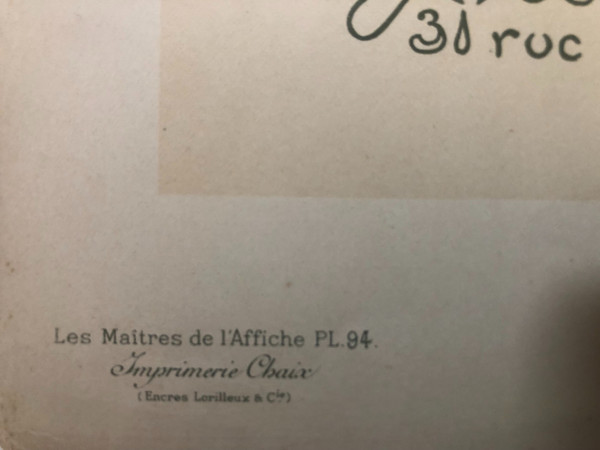 31 rue
Les Maîtres de l'Affiche PL.94.
Imprimerie Chaix
(Encres Lorilleux & Cie)